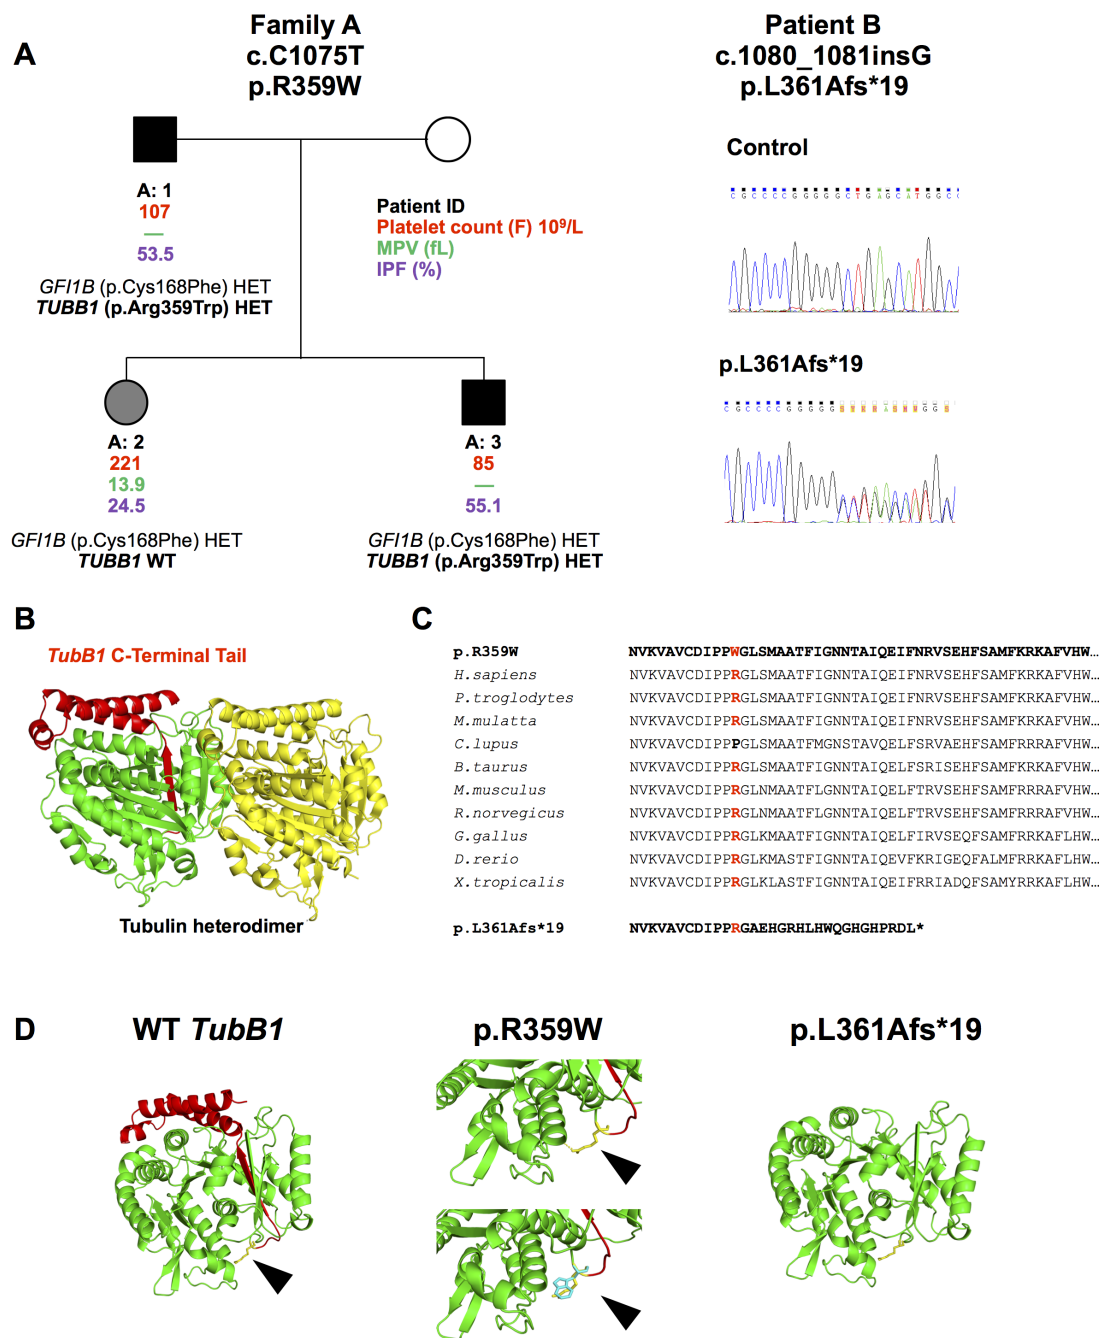 A
Family A
c.C1075T
p.R359W
Patient B
c.1080_1081insG
p.L361Afs*19
A: 1
107
—
53.5
GFI1B (p.Cys168Phe) HET
TUBB1 (p.Arg359Trp) HET
Patient ID
Platelet count (F) 10⁹/L
MPV (fL)
IPF (%)
A: 2
221
13.9
24.5
GFI1B (p.Cys168Phe) HET
TUBB1 WT
A: 3
85
—
55.1
GFI1B (p.Cys168Phe) HET
TUBB1 (p.Arg359Trp) HET
Control
C G C C C C G G G G G C T G A G C A T G G C
p.L361Afs*19
C G C C C C G G G G G
B
TubB1 C-Terminal Tail
Tubulin heterodimer
C
p.R359W NVKVAVCDIPPWGLSMAATFIGNNTAIQEIFNRVSEHFSAMFKRKAFVHW…
H.sapiens NVKVAVCDIPPRGLSMAATFIGNNTAIQEIFNRVSEHFSAMFKRKAFVHW…
P.troglodytes NVKVAVCDIPPRGLSMAATFIGNNTAIQEIFNRVSEHFSAMFKRKAFVHW…
M.mulatta NVKVAVCDIPPRGLSMAATFIGNNTAIQEIFNRVSEHFSAMFKRKAFVHW…
C.lupus NVKVAVCDIPPPGLSMAATFMGNSTAVQELFSRVAEHFSAMFRRRAFVHW…
B.taurus NVKVAVCDIPPRGLSMAATFIGNNTAIQELFSRISEHFSAMFKRKAFVHW…
M.musculus NVKVAVCDIPPRGLNMAATFLGNNTAIQELFTRVSEHFSAMFRRKAFVHW…
R.norvegicus NVKVAVCDIPPRGLNMAATFLGNNTAIQELFTRVSEHFSAMFRRKAFVHW…
G.gallus NVKVAVCDIPPRGLKMAATFIGNNTAIQELFIRVSEQFSAMFRRKAFLHW…
D.rerio NVKVAVCDIPPRGLKMASTFIGNNTAIQEVFKRIGEQFALMFRRKAFLHW…
X.tropicalis NVKVAVCDIPPRGLKLASTFIGNNTAIQEIFRRIADQFSAMYRRKAFLHW…
p.L361Afs*19 NVKVAVCDIPPRGAEHGRHLHWQGHGHPRDL*
D
WT TubB1
p.R359W
p.L361Afs*19